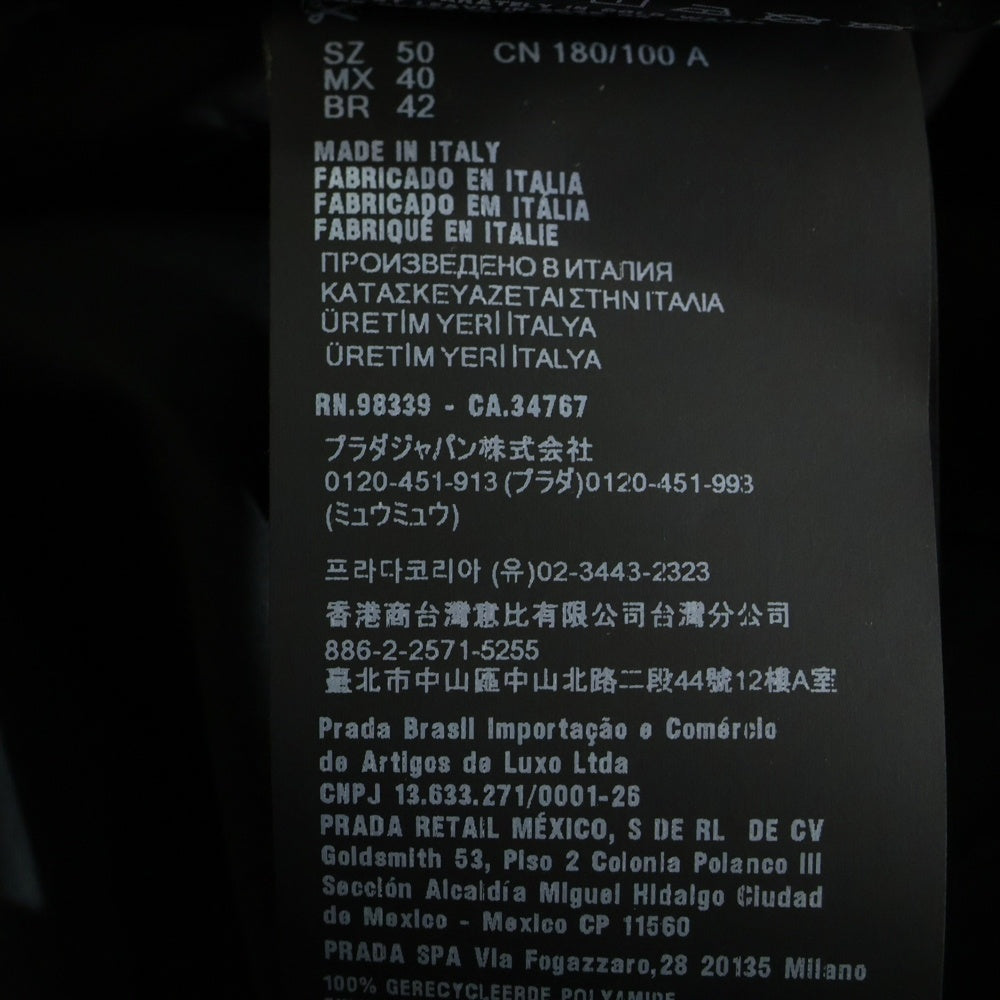 SZ 50 CN 180/100 A
MX 40
BR 42
MADE IN ITALY
FABRICADO EN ITALIA
FABRICADO EM ITÁLIA
FABRIQUÉ EN ITALIE
ПРОИЗВЕДЕНО В ИТАЛИЯ
ΚΑΤΑΣΚΕΥΑΖΕΤΑΙ ΣΤΗΝ ΙΤΑΛΙΑ
ÜRETİM YERİ İTALYA
ÜRETİM YERİ İTALYA
RN.98339 - CA.34767
プラダジャパン株式会社
0120-451-913 (プラダ)0120-451-993
(ミュウミュウ)
프라다코리아 (유)02-3443-2323
香港商台灣意比有限公司台灣分公司
886-2-2571-5255
臺北市中山區中山北路二段44號12樓A室
Prada Brasil Importação e Comércio
de Artigos de Luxo Ltda
CNPJ 13.633.271/0001-26
PRADA RETAIL MÉXICO, S DE RL DE CV
Goldsmith 53, Piso 2 Colonia Polanco III
Sección Alcaldía Miguel Hidalgo Ciudad
de Mexico - Mexico CP 11560
PRADA SPA Via Fogazzaro,28 20135 Milano
100% GERECYCLEERDE POLYAMIDE